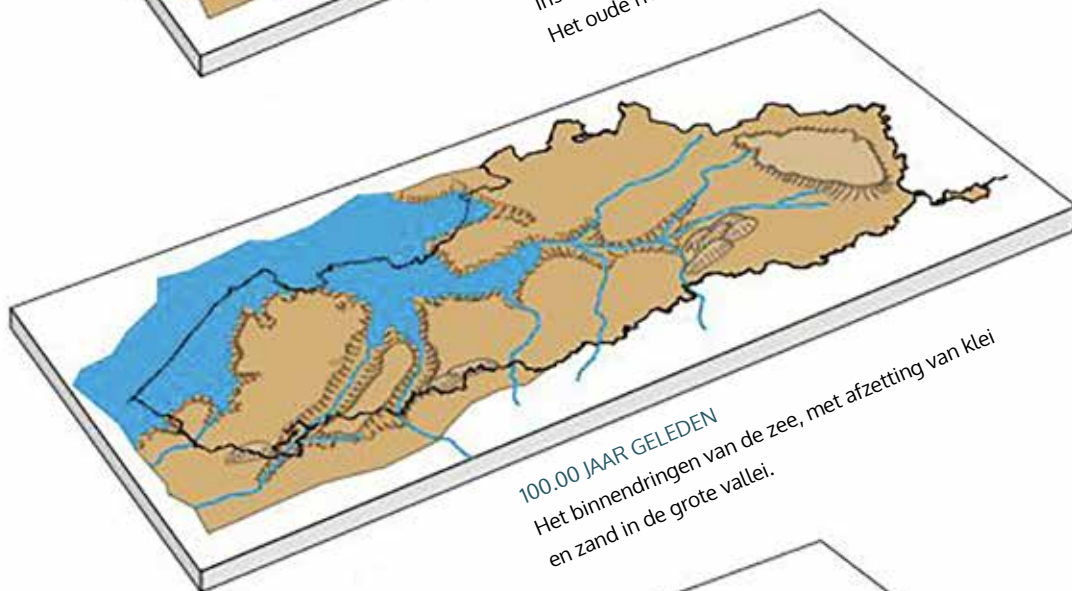 Het oude
100.00 JAAR GELEDEN
Het binnendringen van de zee, met afzetting van klei
en zand in de grote vallei.